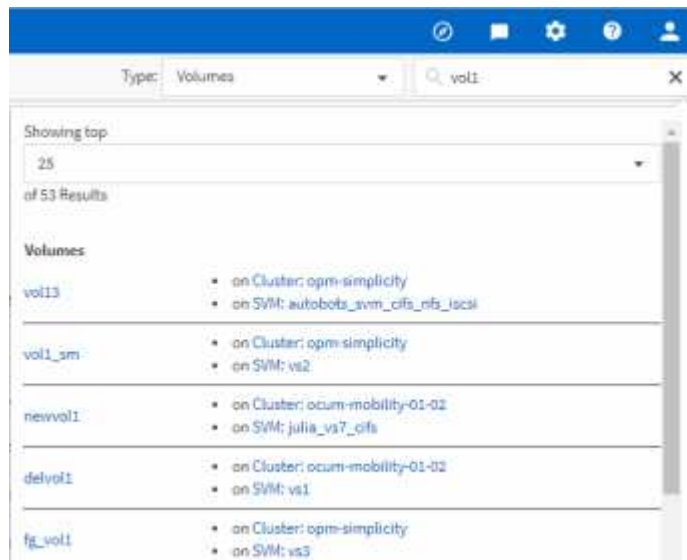 Type: Volumes vol1
Showing top
25
of 53 Results
Volumes
vol13
on Cluster: opm-simplicity
on SVM: autobots_svm_cifs_nfs_iscsi
vol1_sm
on Cluster: opm-simplicity
on SVM: vs2
newvol1
on Cluster: ocum-mobility-01-02
on SVM: julia_vs7_cifs
delvol1
on Cluster: ocum-mobility-01-02
on SVM: vs1
fg_vol1
on Cluster: opm-simplicity
on SVM: vs3